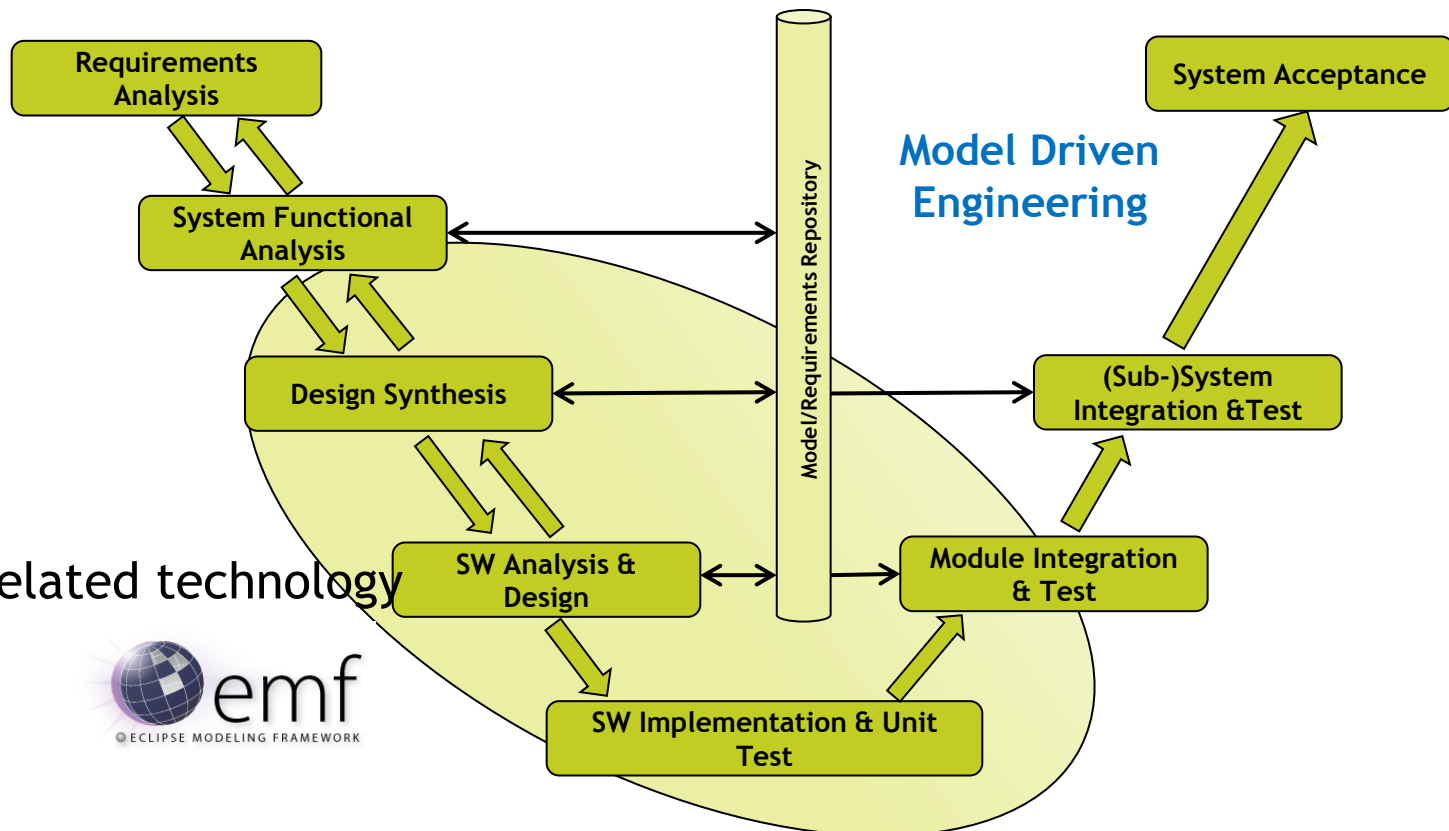 Requirements
Analysis
System Acceptance
Model Driven
Engineering
System Functional
Analysis
Model/Requirements Repository
Design Synthesis
(Sub-)System
Integration &Test
elated technology
SW Analysis &
Design
Module Integration
& Test
emf
ECLIPSE MODELING FRAMEWORK
SW Implementation & Unit
Test